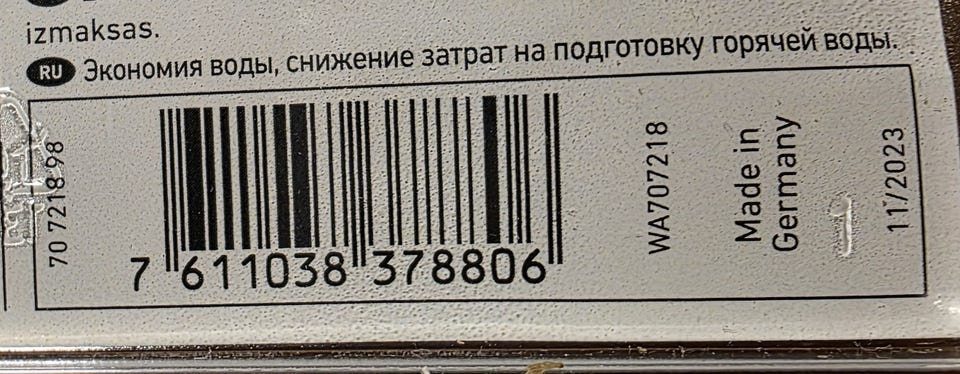 izmaksas.
RU Экономия воды, снижение затрат на подготовку горячей воды.
70 7218 98
7 611038 378806
WA707218
Made in
Germany
1
11/2023